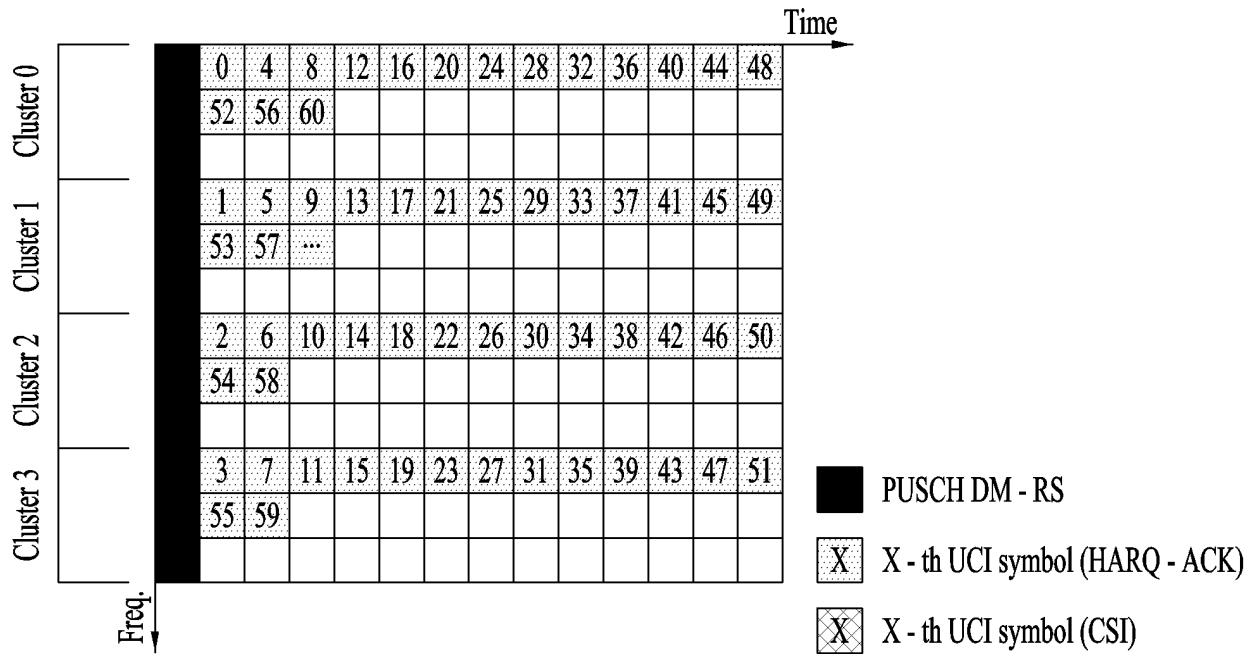 Time
Cluster 0
0 4 8 12 16 20 24 28 32 36 40 44 48
52 56 60
Cluster 1
1 5 9 13 17 21 25 29 33 37 41 45 49
53 57 ...
Cluster 2
2 6 10 14 18 22 26 30 34 38 42 46 50
54 58
Cluster 3
3 7 11 15 19 23 27 31 35 39 43 47 51
55 59
Freq.
PUSCH DM - RS
X X - th UCI symbol (HARQ - ACK)
X X - th UCI symbol (CSI)